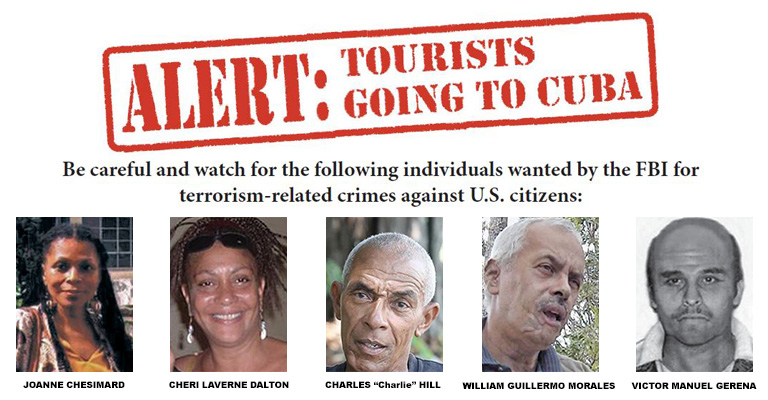 ALERT: TOURISTS
GOING TO CUBA
Be careful and watch for the following individuals wanted by the FBI for
terrorism-related crimes against U.S. citizens:
JOANNE CHESIMARD
CHERI LAVERNE DALTON
CHARLES “Charlie” HILL
WILLIAM GUILLERMO MORALES
VICTOR MANUEL GERENA